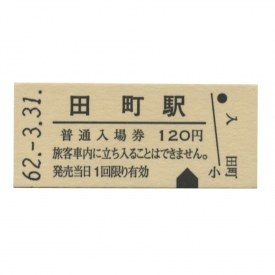 62.-3.31.
田町駅
普通入場券 120円
旅客車内に立ち入ることはできません。
発売当日1回限り有効
入
田町
小